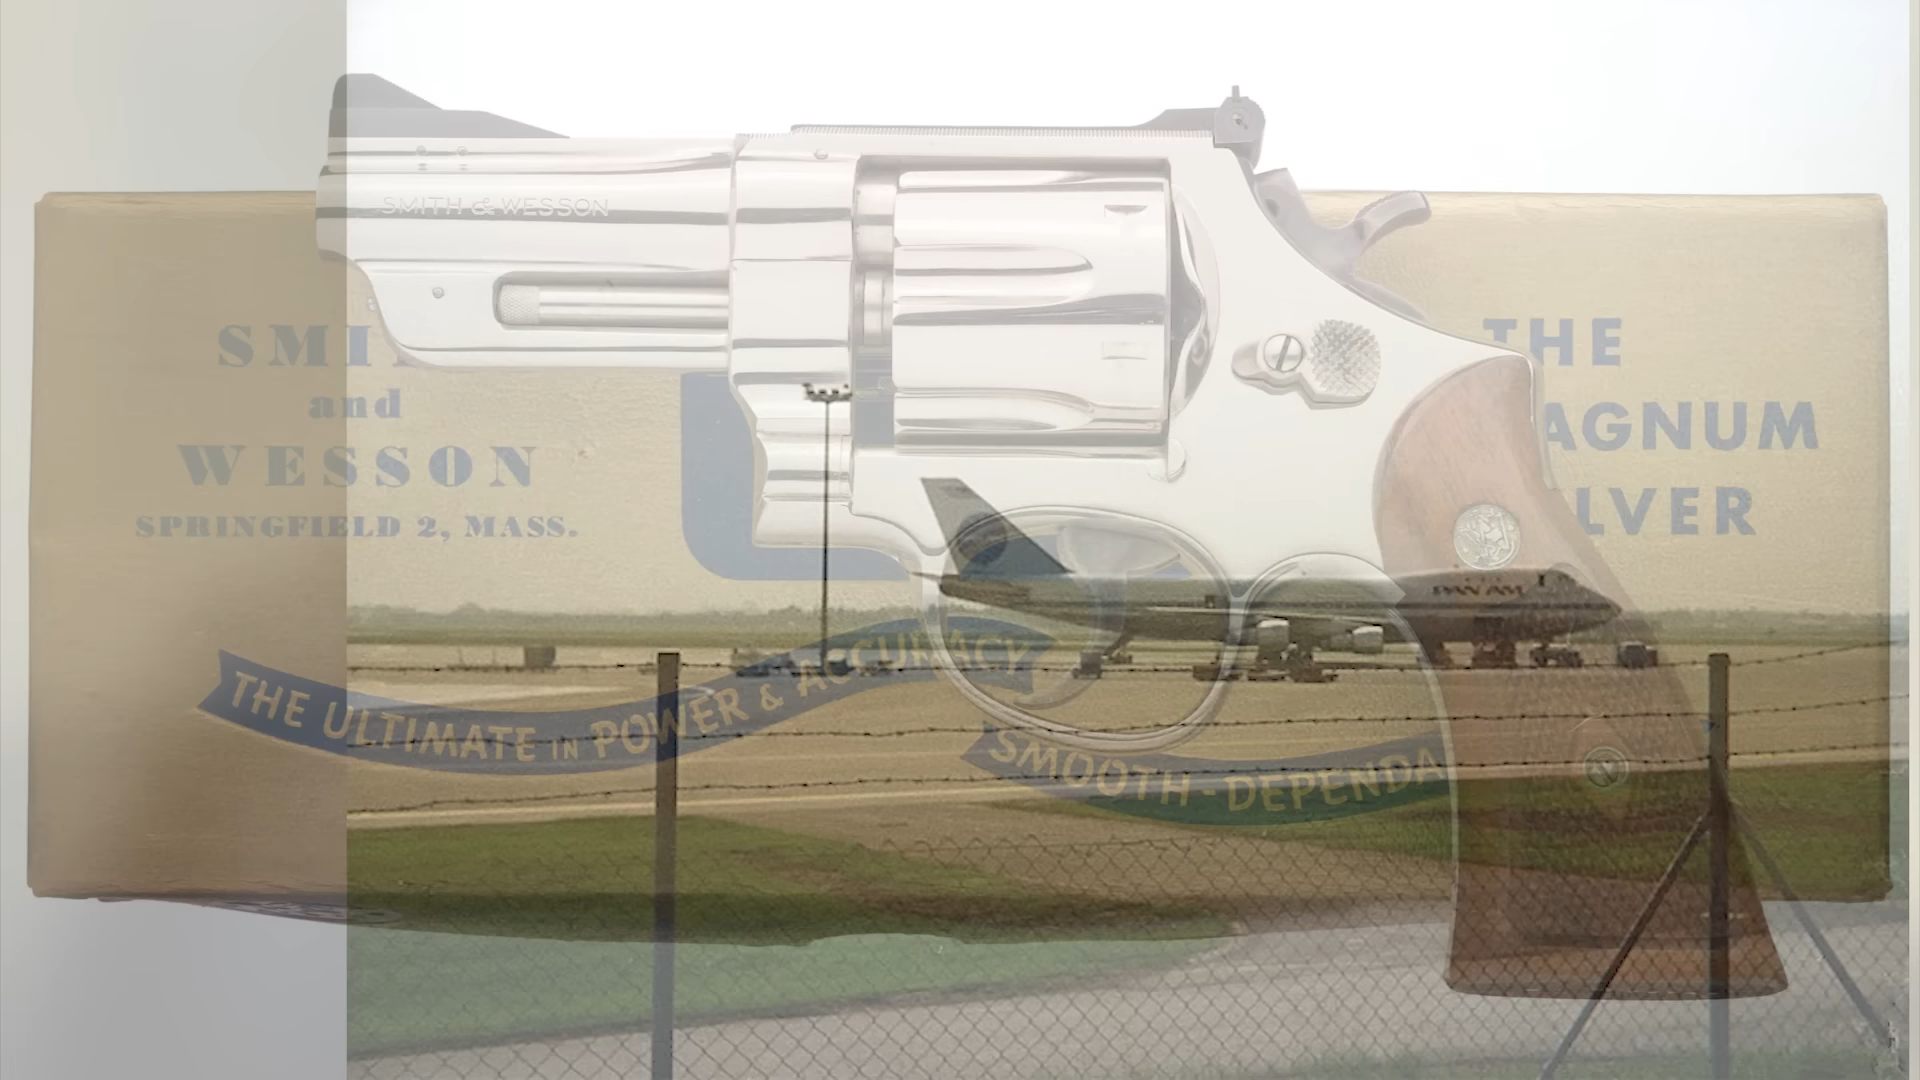 SMITH & WESSON
SMI
and
WESSON
SPRINGFIELD 2, MASS.
THE
AGNUM
LVER
PAN AM
THE ULTIMATE IN POWER & ACCURACY
SMOOTH-DEPENDA